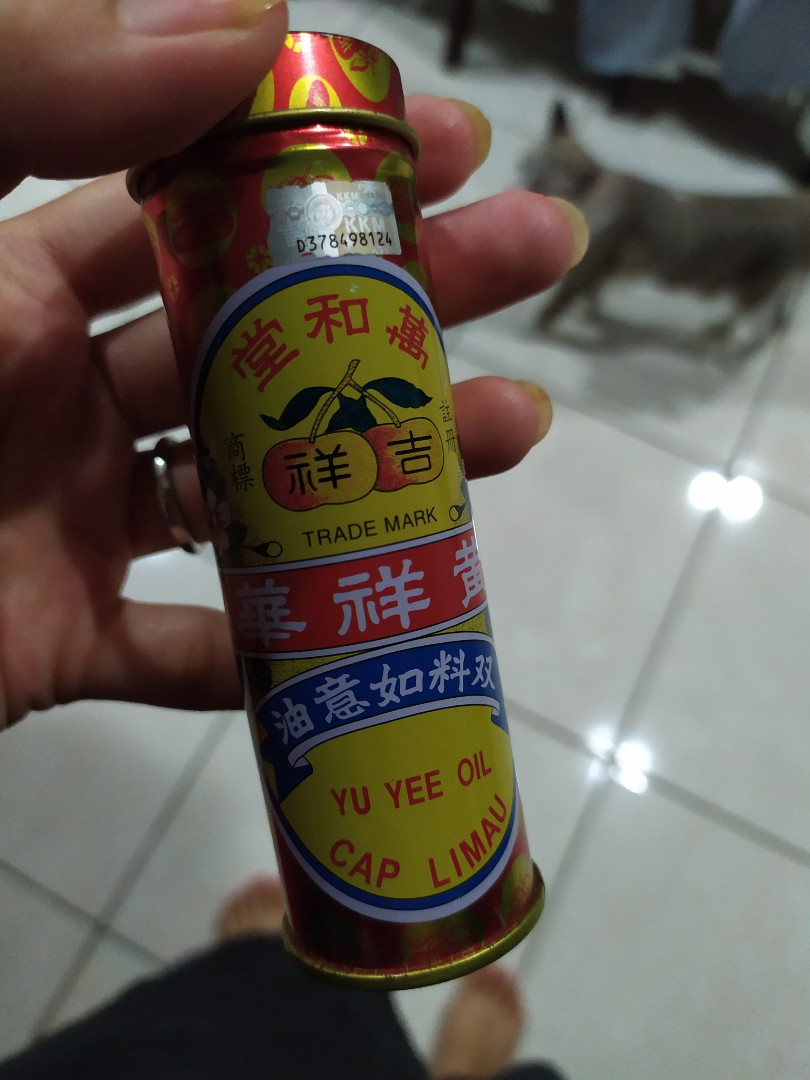 KKM
D378498124
萬和堂
商標
註冊
吉祥
TRADE MARK
黃祥華
双料如意油
YU YEE OIL
CAP LIMAU